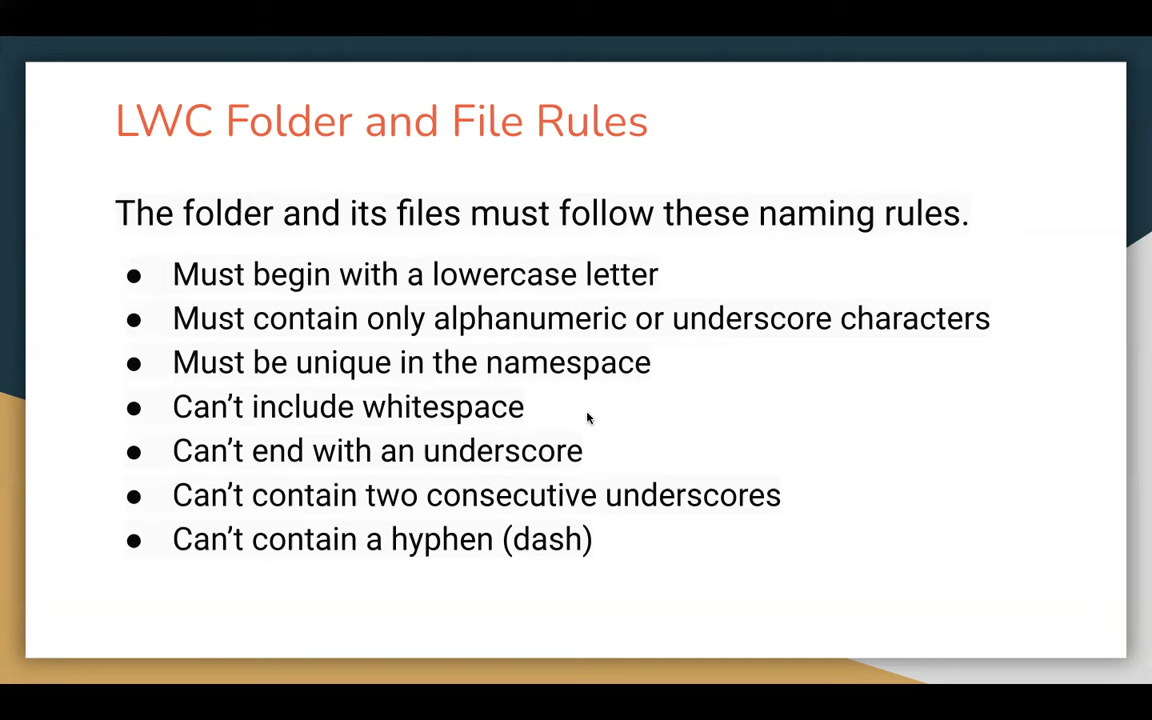 LWC Folder and File Rules
The folder and its files must follow these naming rules.
● Must begin with a lowercase letter
● Must contain only alphanumeric or underscore characters
● Must be unique in the namespace
● Can’t include whitespace
● Can’t end with an underscore
● Can’t contain two consecutive underscores
● Can’t contain a hyphen (dash)